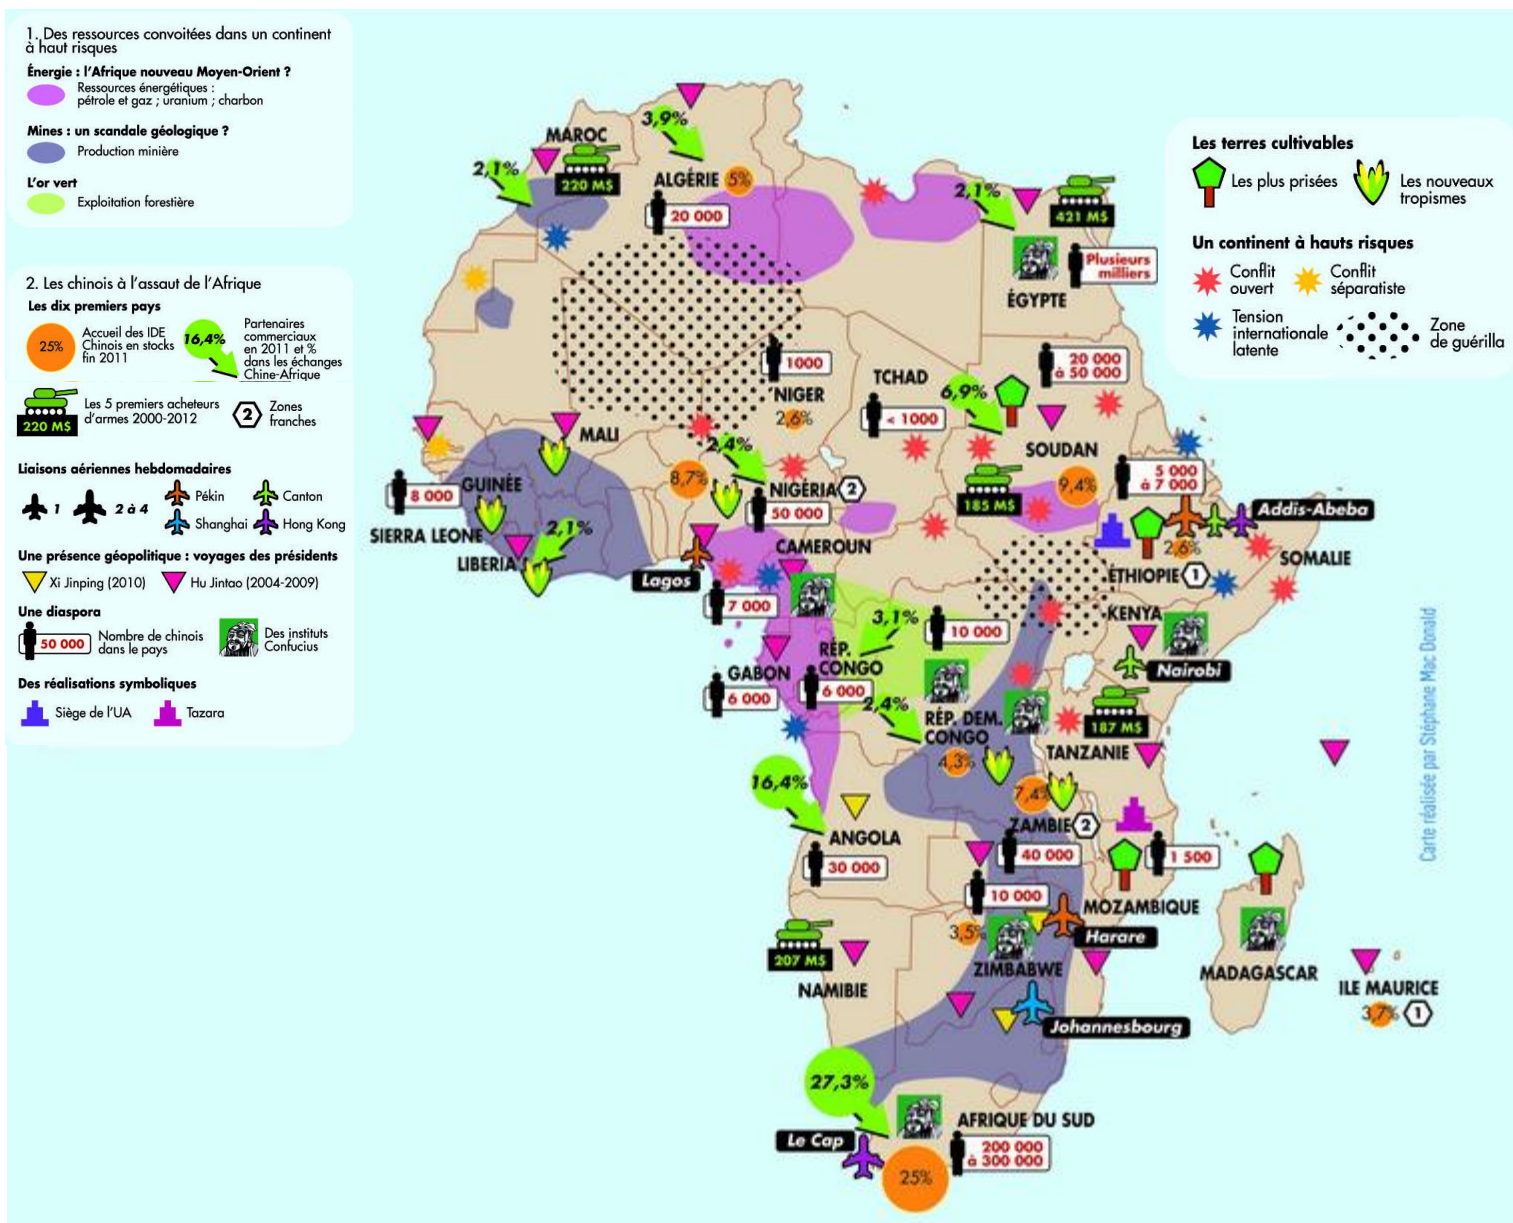 1. Des ressources convoitées dans un continent
à haut risques
Énergie : l'Afrique nouveau Moyen-Orient ?
Ressources énergétiques :
pétrole et gaz ; uranium ; charbon
Mines : un scandale géologique ?
Production minière
L'or vert
Exploitation forestière
2. Les chinois à l'assaut de l'Afrique
Les dix premiers pays
25%
Accueil des IDE
Chinois en stocks
fin 2011
16,4%
Partenaires
commerciaux
en 2011 et %
dans les échanges
Chine-Afrique
220 M$
Les 5 premiers acheteurs
d'armes 2000-2012
2
Zones
franches
Liaisons aériennes hebdomadaires
1
2 à 4
Pékin
Canton
Shanghai
Hong Kong
Une présence géopolitique : voyages des présidents
Xi Jinping (2010)
Hu Jintao (2004-2009)
Une diaspora
50 000
Nombre de chinois
dans le pays
Des instituts
Confucius
Des réalisations symboliques
Siège de l'UA
Tazara
Les terres cultivables
Les plus prisées
Les nouveaux
tropismes
Un continent à hauts risques
Conflit
ouvert
Conflit
séparatiste
Tension
internationale
latente
Zone
de guérilla
3,9%
MAROC
2,1%
220 M$
ALGÉRIE
5%
20 000
2,1%
421 M$
Plusieurs
milliers
ÉGYPTE
1000
NIGER
2,6%
TCHAD
< 1000
20 000
à 50 000
6,9%
SOUDAN
MALI
2,4%
8,7%
NIGÉRIA
2
50 000
185 M$
9,4%
5 000
à 7 000
8 000
GUINÉE
SIERRA LEONE
LIBERIA
2,1%
Lagos
CAMEROUN
7 000
Addis-Abeba
2,6%
SOMALIE
ÉTHIOPIE
1
KENYA
Nairobi
3,1%
10 000
RÉP.
CONGO
GABON
6 000
6 000
2,4%
RÉP. DEM.
CONGO
4,3%
187 M$
TANZANIE
16,4%
ANGOLA
30 000
7,4%
ZAMBIE
2
40 000
1 500
10 000
MOZAMBIQUE
Harare
3,5%
ZIMBABWE
207 M$
NAMIBIE
Johannesbourg
MADAGASCAR
ILE MAURICE
3,7%
1
27,3%
AFRIQUE DU SUD
Le Cap
200 000
à 300 000
25%
Carte réalisée par Stéphane Mac Donald